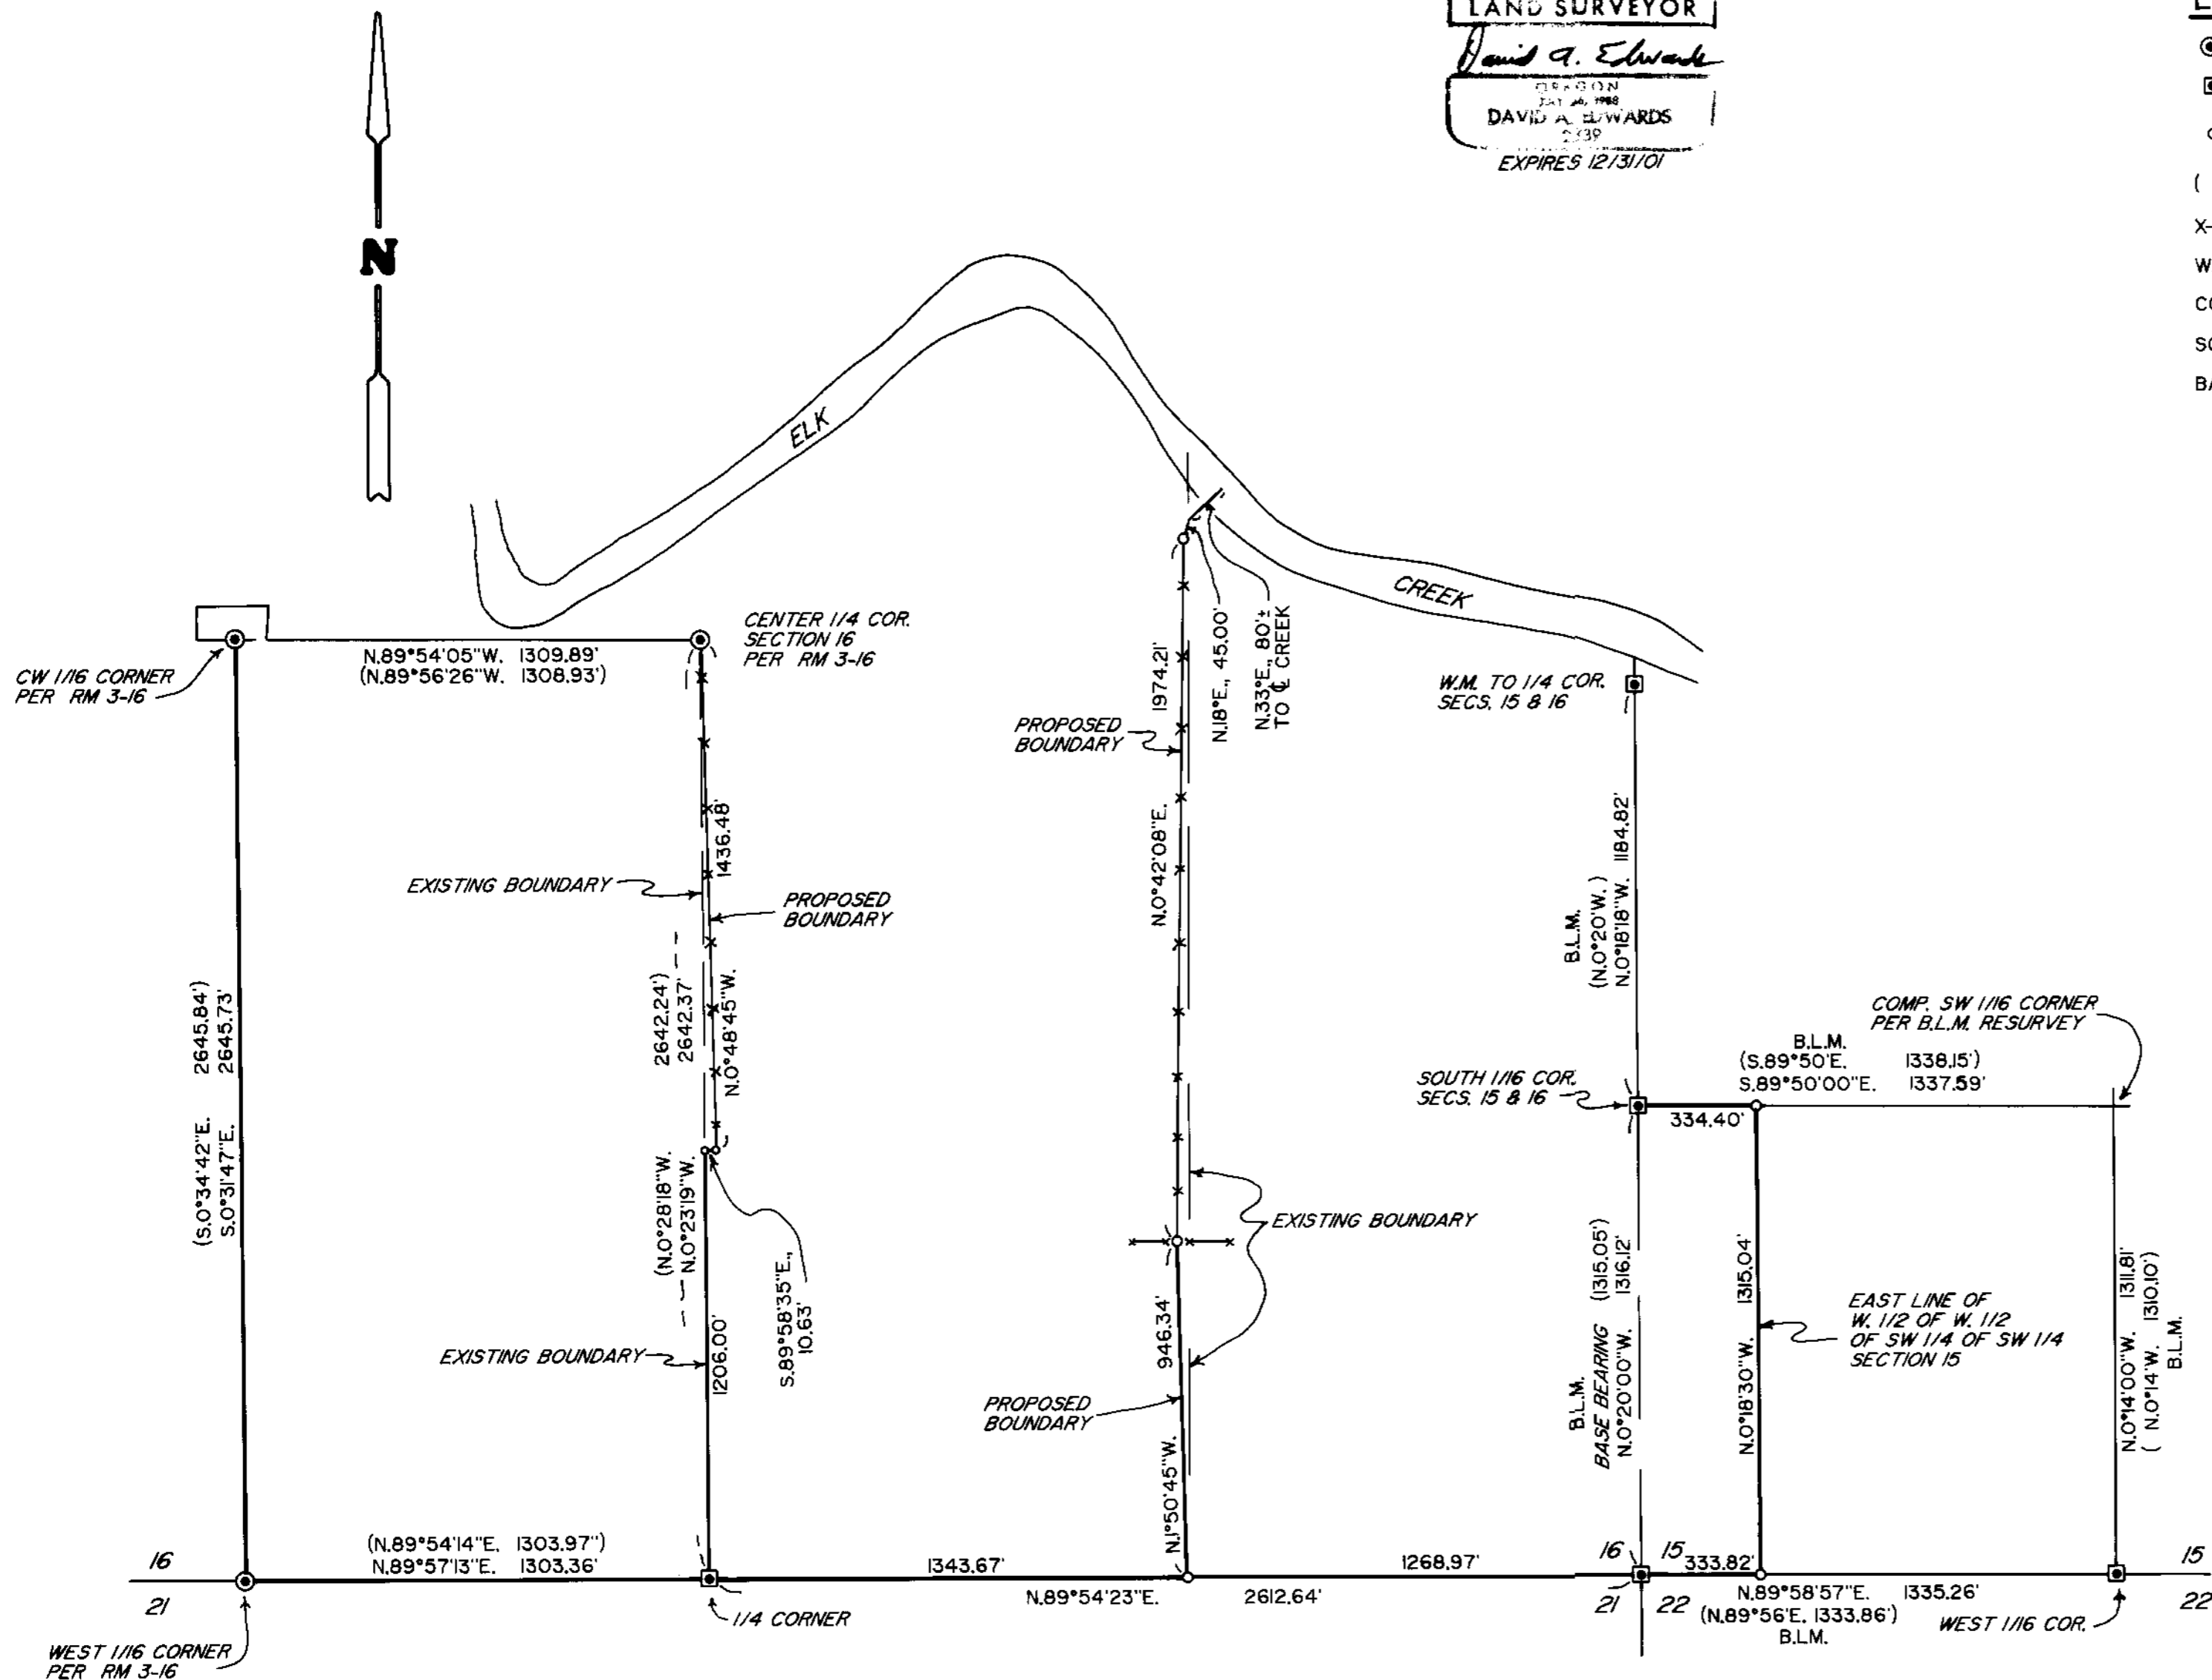 LAND SURVEYOR
David A. Edwards
OREGON
JULY 26, 1988
DAVID A. EDWARDS
EXPIRES 12/31/01
(
X-
W
CO
SC
BA
N
ELK
CREEK
CW 1/16 CORNER
PER RM 3-16
N.89°54'05"W. 1309.89'
(N.89°56'26"W. 1308.93')
CENTER 1/4 COR.
SECTION 16
PER RM 3-16
1974.21'
N.18°E., 45.00'
N.33°E., 80'±
TO ℄ CREEK
W.M. TO 1/4 COR.
SECS. 15 & 16
PROPOSED
BOUNDARY
N.0°42'08"E.
1436.48'
EXISTING BOUNDARY
PROPOSED
BOUNDARY
B.L.M.
(N.0°20'W.)
N.0°18'18"W. 1184.82'
(S.0°34'42"E. 2645.84')
S.0°31'47"E. 2645.73'
2642.24')
2642.37'
N.0°48'45"W.
COMP. SW 1/16 CORNER
PER B.L.M. RESURVEY
B.L.M.
(S.89°50'E. 1338.15')
S.89°50'00"E. 1337.59'
SOUTH 1/16 COR.
SECS. 15 & 16
334.40'
(N.0°28'18"W.
N.0°23'19"W.
S.89°58'35"E.,
10.63'
EXISTING BOUNDARY
EXISTING BOUNDARY
1206.00'
946.34'
N.1°50'45"W.
PROPOSED
BOUNDARY
B.L.M.
BASE BEARING (1315.05')
N.0°20'00"W. 1316.12'
N.0°18'30"W. 1315.04'
EAST LINE OF
W. 1/2 OF W. 1/2
OF SW 1/4 OF SW 1/4
SECTION 15
N.0°14'00"W. 1311.81'
( N.0°14'W. 1310.10')
B.L.M.
16
21
(N.89°54'14"E. 1303.97")
N.89°57'13"E. 1303.36'
1343.67'
1268.97'
N.89°54'23"E. 2612.64'
16
15
333.82'
21
22
N.89°58'57"E. 1335.26'
(N.89°56'E. 1333.86')
B.L.M.
15
22
1/4 CORNER
WEST 1/16 COR.
WEST 1/16 CORNER
PER RM 3-16